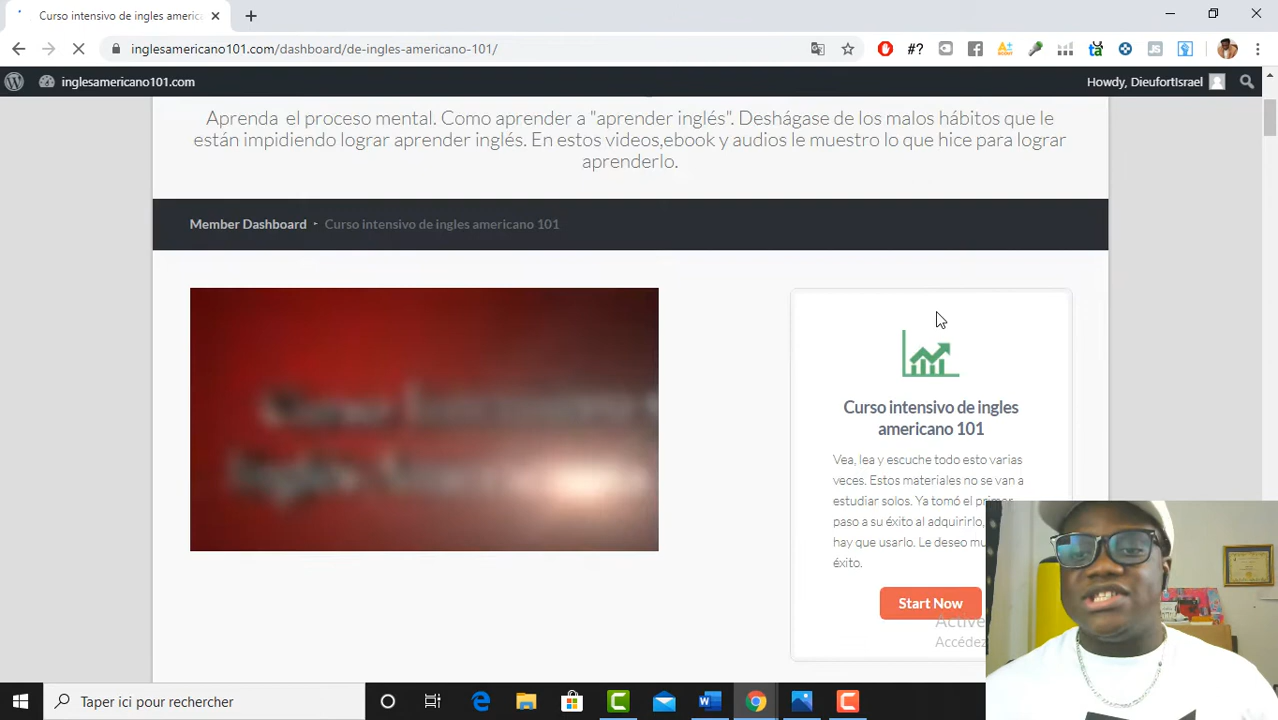 Curso intensivo de ingles americ
inglesamericano101.com/dashboard/de-ingles-americano-101/
#?
inglesamericano101.com
Howdy, DieufortIsrael
Aprenda el proceso mental. Como aprender a "aprender inglés". Deshágase de los malos hábitos que le
están impidiendo lograr aprender inglés. En estos videos,ebook y audios le muestro lo que hice para lograr
aprenderlo.
Member Dashboard - Curso intensivo de ingles americano 101
Curso intensivo de ingles
americano 101
Vea, lea y escuche todo esto varias
veces. Estos materiales no se van a
estudiar solos. Ya tomó el primer
paso a su éxito al adquirirlo,
hay que usarlo. Le deseo mu
éxito.
Start Now
Active
Accédez
Taper ici pour rechercher